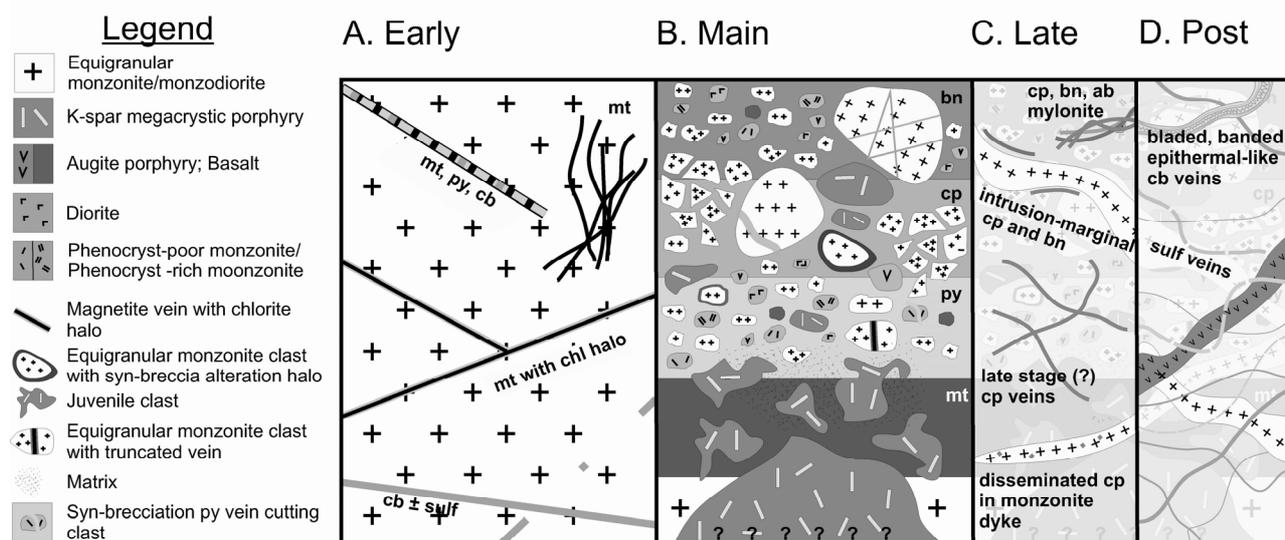 Legend
Equigranular
monzonite/monzodiorite
K-spar megacrystic porphyry
Augite porphyry; Basalt
Diorite
Phenocryst-poor monzonite/
Phenocryst -rich moonzonite
Magnetite vein with chlorite
halo
Equigranular monzonite clast
with syn-breccia alteration halo
Juvenile clast
Equigranular monzonite clast
with truncated vein
Matrix
Syn-brecciation py vein cutting
clast
A. Early
mt
mt, py, cb
mt with chl halo
cb ± sulf
B. Main
bn
cp
py
mt
? ? ? ? ? ?
C. Late
cp, bn, ab
mylonite
intrusion-marginal
cp and bn
late stage (?)
cp veins
disseminated cp
in monzonite
dyke
D. Post
bladed, banded
epithermal-like
cb veins
cp
sulf veins
mt